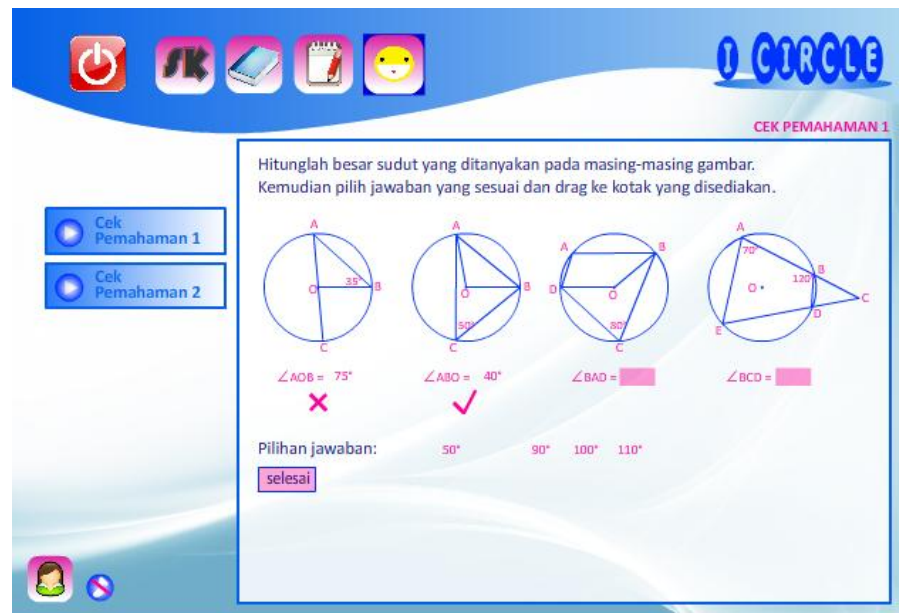 SK
I CIRCLE
CEK PEMAHAMAN 1
Hitunglah besar sudut yang ditanyakan pada masing-masing gambar.
Kemudian pilih jawaban yang sesuai dan drag ke kotak yang disediakan.
Cek
Pemahaman 1
Cek
Pemahaman 2
A
O
35°
B
C
A
O
B
50°
C
A
B
D
O
80°
C
A
70°
B
120°
O
C
D
E
∠AOB = 75°
∠ABO = 40°
∠BAD =
∠BCD =
Pilihan jawaban: 50° 90° 100° 110°
selesai